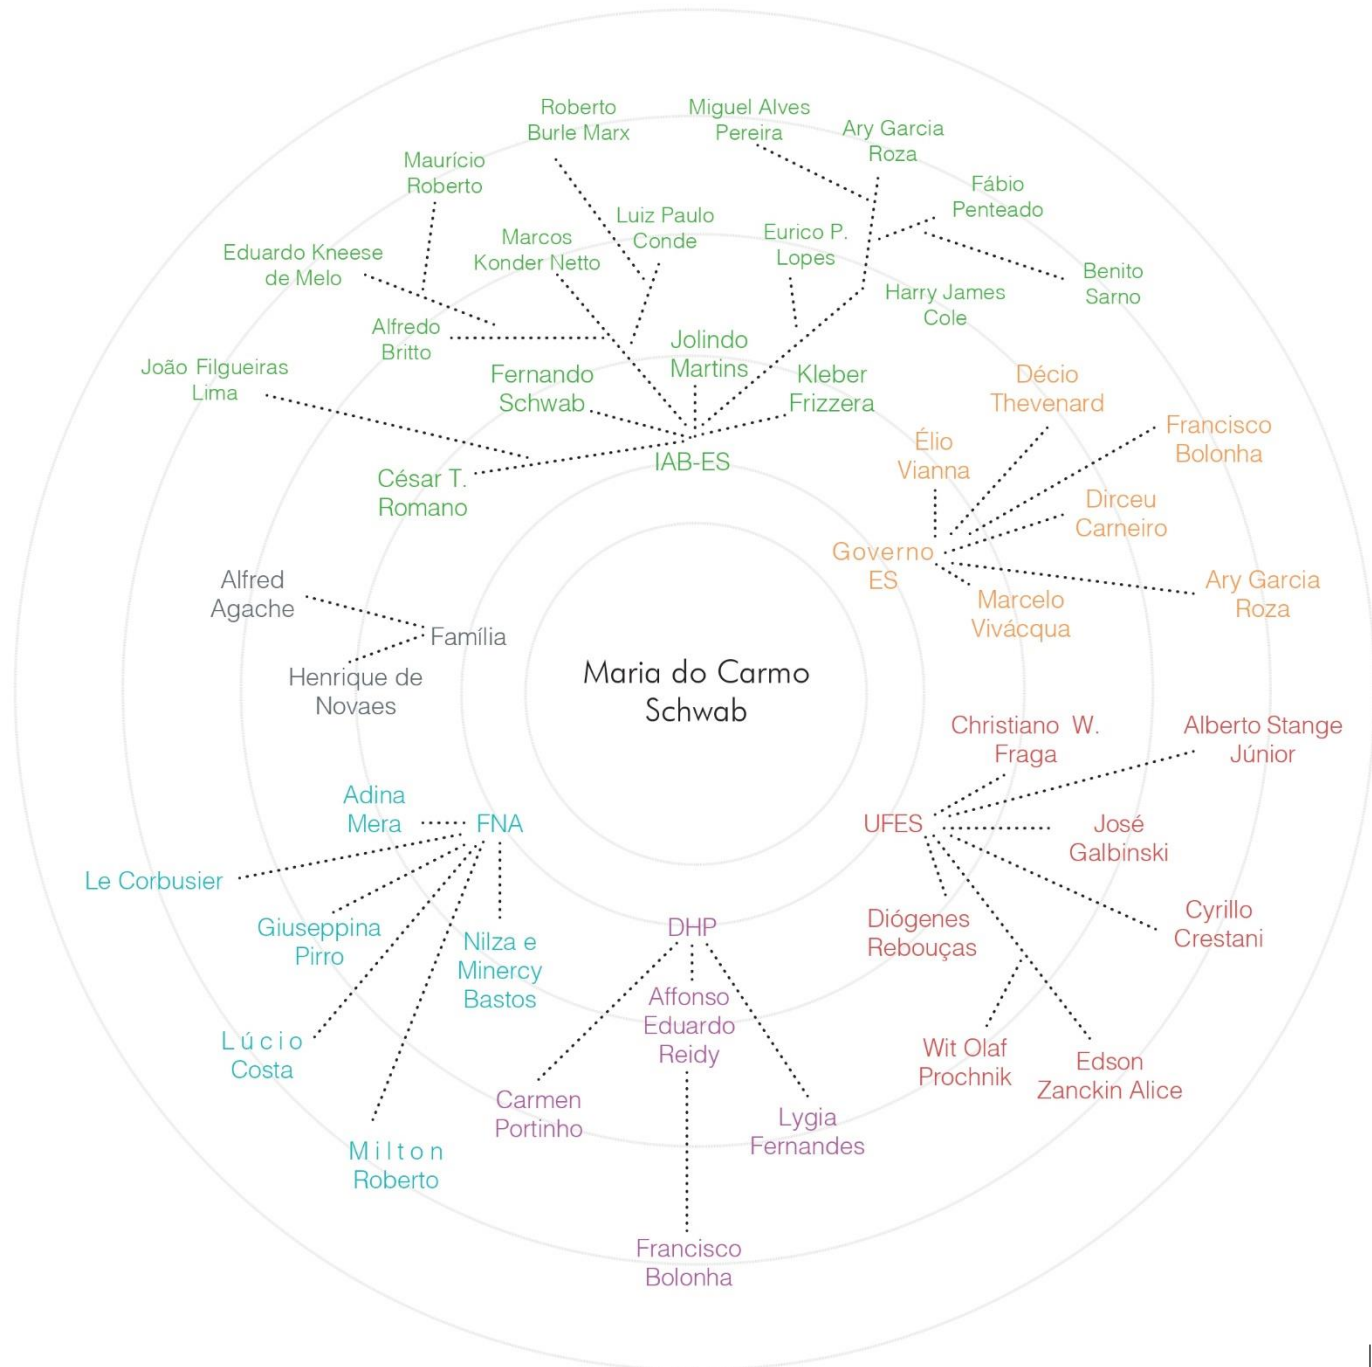 Roberto
Burle Marx
Miguel Alves
Pereira
Ary Garcia
Roza
Maurício
Roberto
Fábio
Penteado
Luiz Paulo
Conde
Marcos
Konder Netto
Eurico P.
Lopes
Eduardo Kneese
de Melo
Benito
Sarno
Harry James
Cole
Alfredo
Britto
Jolindo
Martins
João Filgueiras
Lima
Fernando
Schwab
Kleber
Frizzera
César T.
Romano
IAB-ES
Décio
Thevenard
Francisco
Bolonha
Élio
Vianna
Dirceu
Carneiro
Governo
ES
Ary Garcia
Roza
Marcelo
Vivácqua
Alfred
Agache
Família
Henrique de
Novaes
Maria do Carmo
Schwab
Christiano W.
Fraga
Alberto Stange
Júnior
UFES
José
Galbinski
Cyrillo
Crestani
Diógenes
Rebouças
Wit Olaf
Prochnik
Edson
Zanckin Alice
Adina
Mera
FNA
Le Corbusier
Giuseppina
Pirro
Nilza e
Minercy
Bastos
Lúcio
Costa
Milton
Roberto
DHP
Affonso
Eduardo
Reidy
Carmen
Portinho
Lygia
Fernandes
Francisco
Bolonha